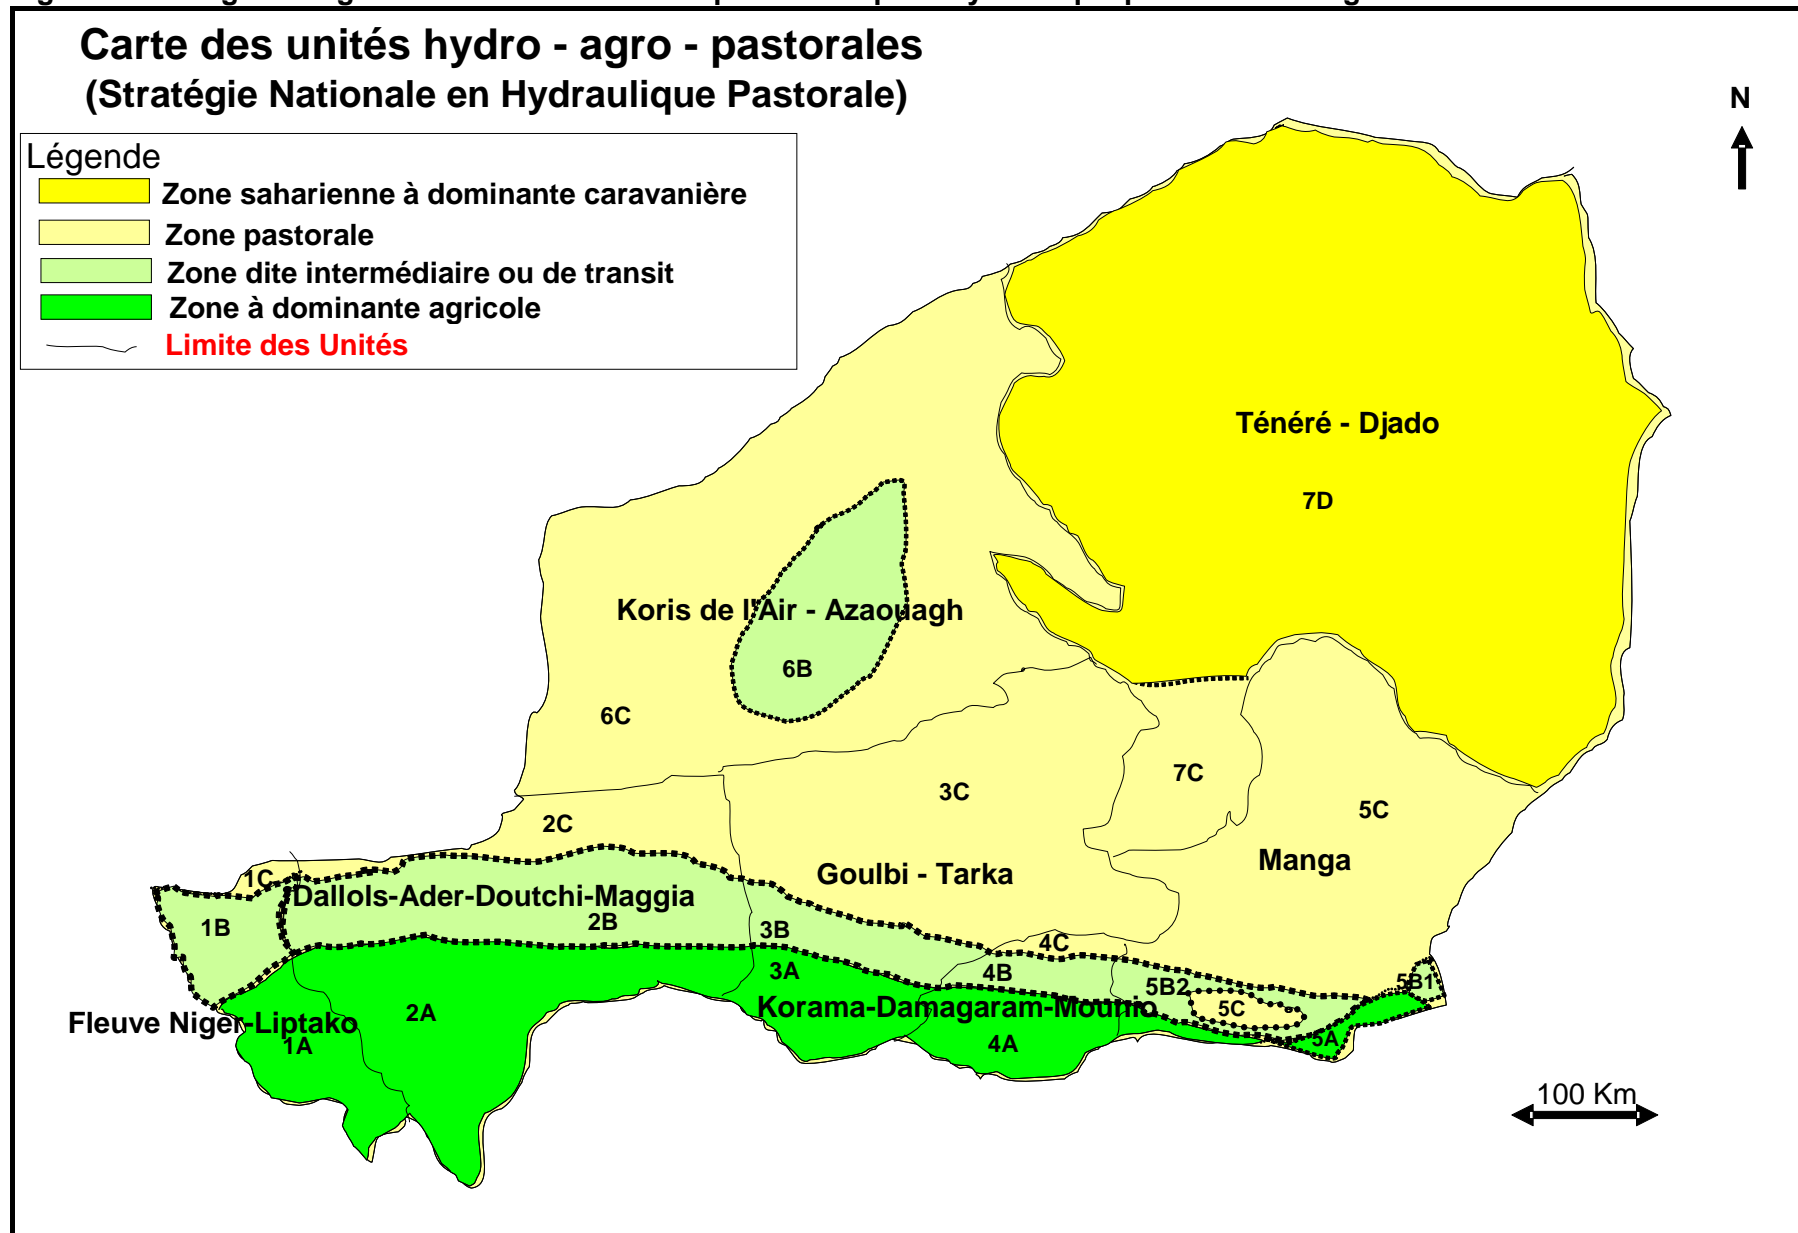 Carte des unités hydro - agro - pastorales
(Stratégie Nationale en Hydraulique Pastorale)
N
Légende
Zone saharienne à dominante caravanière
Zone pastorale
Zone dite intermédiaire ou de transit
Zone à dominante agricole
Limite des Unités
Ténéré - Djado
7D
Koris de l'Air - Azaouagh
6B
6C
7C
3C
5C
2C
Manga
Goulbi - Tarka
1C
Dallols-Ader-Doutchi-Maggia
2B
1B
3B
4C
3A
4B
5B2
5B1
Korama-Damagaram-Mounio
5C
2A
Fleuve Niger-Liptako
1A
4A
5A
100 Km